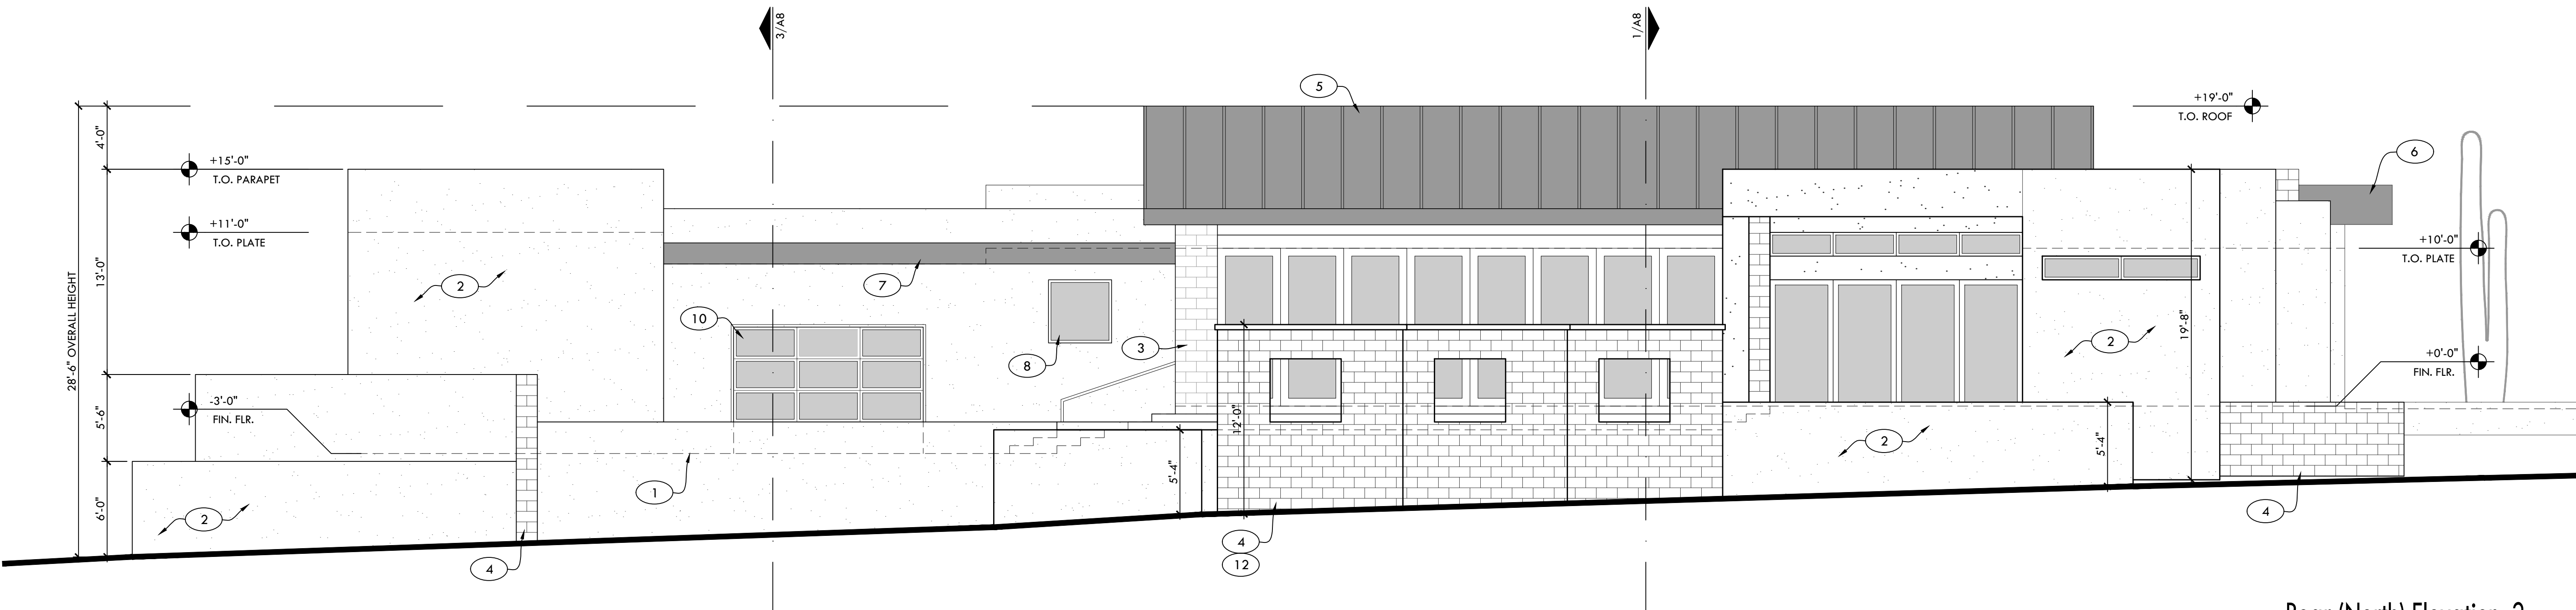 3/A8
1/A8
5
+19'-0"
T.O. ROOF
4'-0"
+15'-0"
T.O. PARAPET
6
+11'-0"
T.O. PLATE
+10'-0"
T.O. PLATE
13'-0"
2
7
28'-6" OVERALL HEIGHT
10
3
8
2
19'-8"
+0'-0"
FIN. FLR.
-3'-0"
FIN. FLR.
5'-6"
12'-0"
2
5'-4"
5'-4"
1
6'-0"
2
4
4
12
4
Rear (North) Elevation